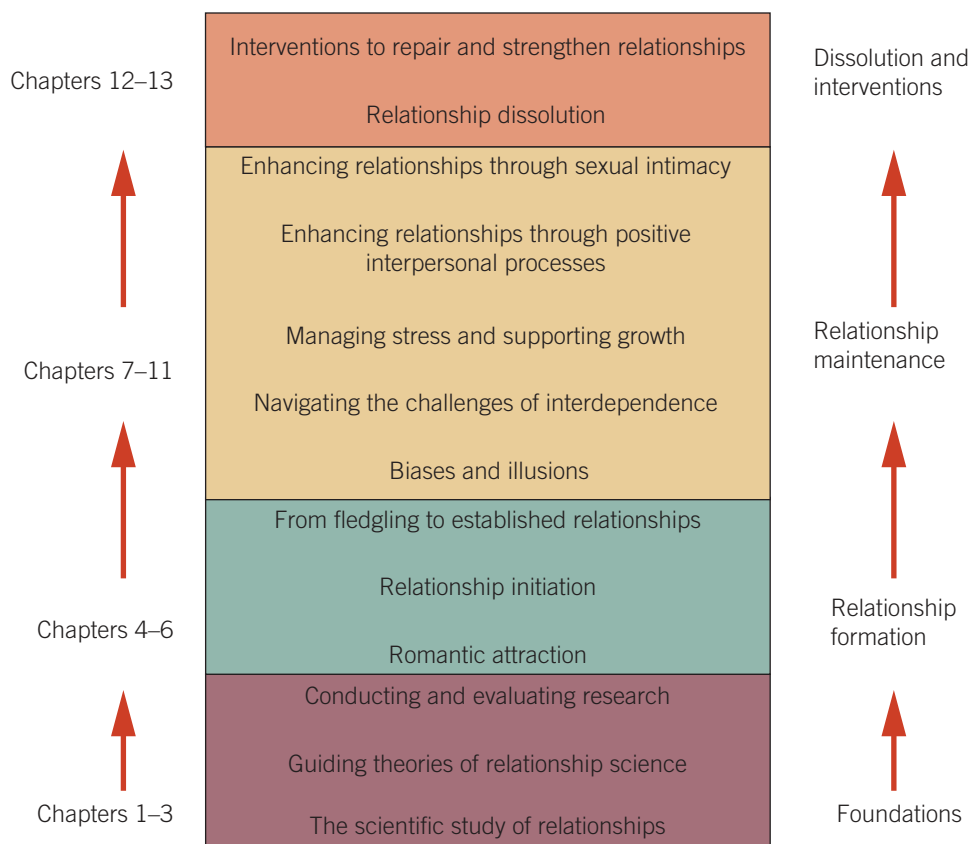 Interventions to repair and strengthen relationships
Chapters 12–13
Dissolution and
interventions
Relationship dissolution
Enhancing relationships through sexual intimacy
Enhancing relationships through positive
interpersonal processes
Managing stress and supporting growth
Chapters 7–11
Relationship
maintenance
Navigating the challenges of interdependence
Biases and illusions
From fledgling to established relationships
Relationship initiation
Chapters 4–6
Relationship
formation
Romantic attraction
Conducting and evaluating research
Guiding theories of relationship science
Chapters 1–3
Foundations
The scientific study of relationships